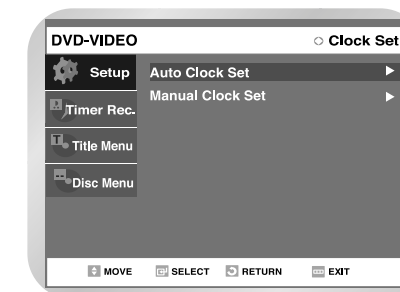 DVD-VIDEO Clock Set
Setup Auto Clock Set
Manual Clock Set
Timer Rec.
Title Menu
Disc Menu
MOVE SELECT RETURN EXIT